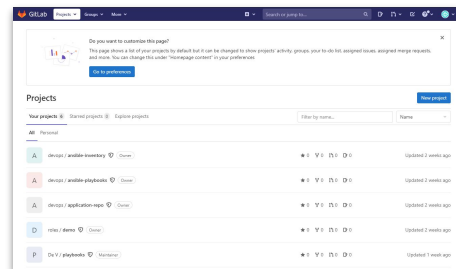 GitLab Projects Groups More Search or jump to...
Do you want to customize this page?
This page shows a list of your projects by default but it can be changed to show projects' activity, groups, your to-do list, assigned issues, assigned merge requests,
and more. You can change this under "Homepage content" in your preferences
Go to preferences
Projects
New project
Your projects 6 Starred projects 0 Explore projects
Filter by name...
Name
All Personal
A devops / ansible-inventory Owner 0 0 0 0 Updated 2 weeks ago
A devops / ansible-playbooks Owner 0 0 0 0 Updated 2 weeks ago
A devops / application-repo Owner 0 0 0 0 Updated 2 weeks ago
D roles / demo Owner 0 0 0 0 Updated 2 weeks ago
P De V / playbooks Maintainer 0 0 0 0 Updated 1 week ago